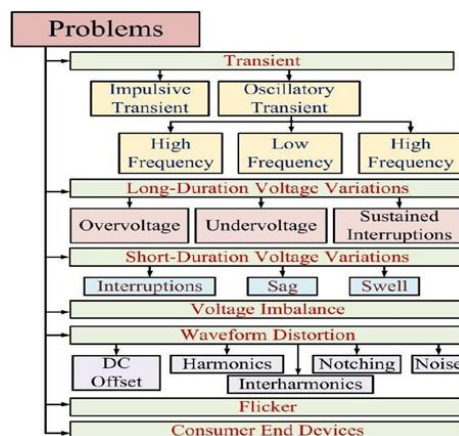 Problems
Transient
Impulsive
Transient
Oscillatory
Transient
High
Frequency
Low
Frequency
High
Frequency
Long-Duration Voltage Variations
Overvoltage
Undervoltage
Sustained
Interruptions
Short-Duration Voltage Variations
Interruptions
Sag
Swell
Voltage Imbalance
Waveform Distortion
DC
Offset
Harmonics
Interharmonics
Notching
Noise
Flicker
Consumer End Devices